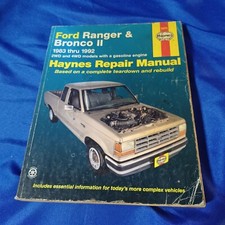 Haynes
Ford Ranger &
Bronco II
1983 thru 1992
2WD and 4WD models with a gasoline engine
Haynes Repair Manual
Based on a complete teardown and rebuild
Includes essential information for today's more complex vehicles